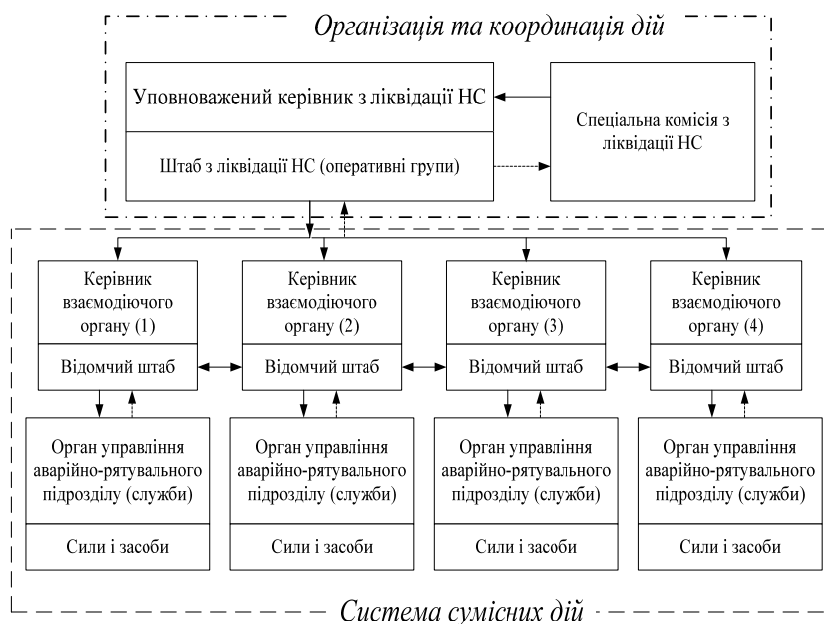 Організація та координація дій
Уповноважений керівник з ліквідації НС
Штаб з ліквідації НС (оперативні групи)
Спеціальна комісія з
ліквідації НС
Керівник
взаємодіючого
органу (1)
Відомчий штаб
Керівник
взаємодіючого
органу (2)
Відомчий штаб
Керівник
взаємодіючого
органу (3)
Відомчий штаб
Керівник
взаємодіючого
органу (4)
Відомчий штаб
Орган управління
аварійно-рятувального
підрозділу (служби)
Сили і засоби
Орган управління
аварійно-рятувального
підрозділу (служби)
Сили і засоби
Орган управління
аварійно-рятувального
підрозділу (служби)
Сили і засоби
Орган управління
аварійно-рятувального
підрозділу (служби)
Сили і засоби
Система сумісних дій